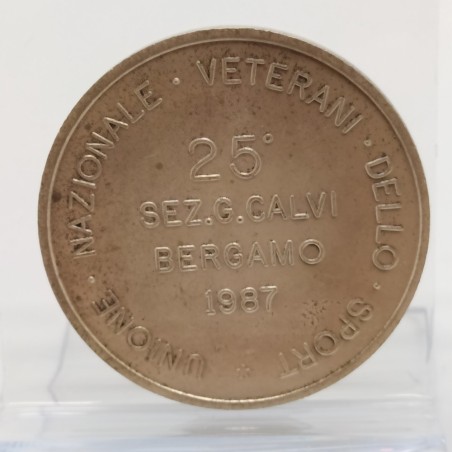 UNIONE · NAZIONALE · VETERANI · DELLO · SPORT
25°
SEZ.G.CALVI
BERGAMO
1987